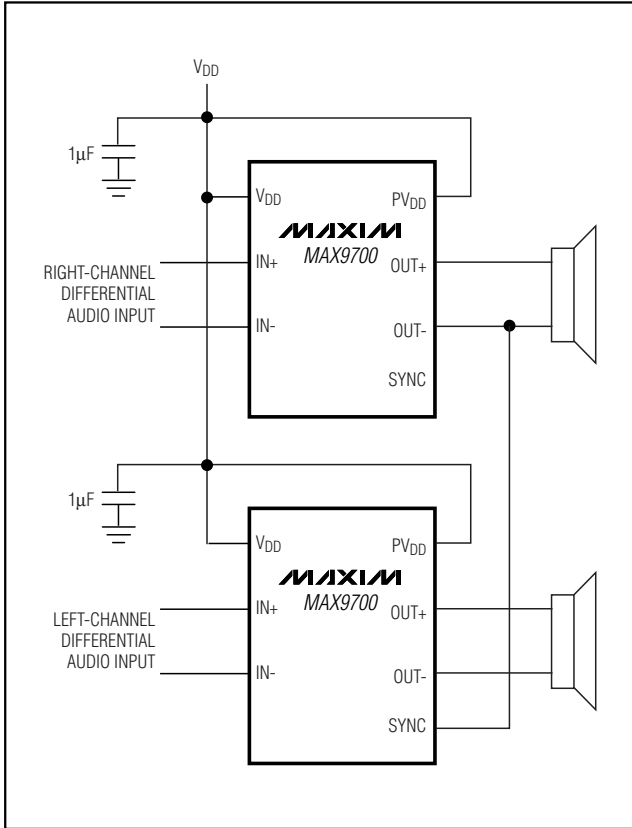 VDD
1µF
VDD
PVDD
MAXIM
MAX9700
IN+
OUT+
RIGHT-CHANNEL
DIFFERENTIAL
AUDIO INPUT
IN-
OUT-
SYNC
1µF
VDD
PVDD
MAXIM
MAX9700
IN+
OUT+
LEFT-CHANNEL
DIFFERENTIAL
AUDIO INPUT
IN-
OUT-
SYNC